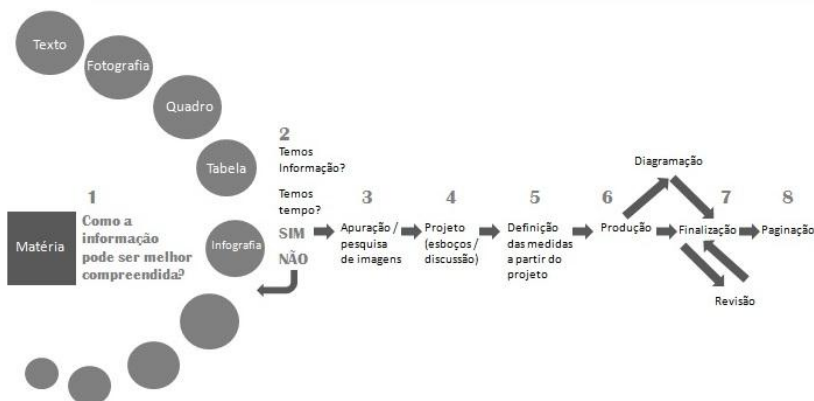 Texto
Fotografia
Quadro
Tabela
Infografia
Matéria
1
Como a
informação
pode ser melhor
compreendida?
2
Temos
Informação?
Temos
tempo?
SIM
NÃO
3
Apuração /
pesquisa
de imagens
4
Projeto
(esboços /
discussão)
5
Definição
das medidas
a partir do
projeto
6
Produção
Diagramação
7
Finalização
Revisão
8
Paginação